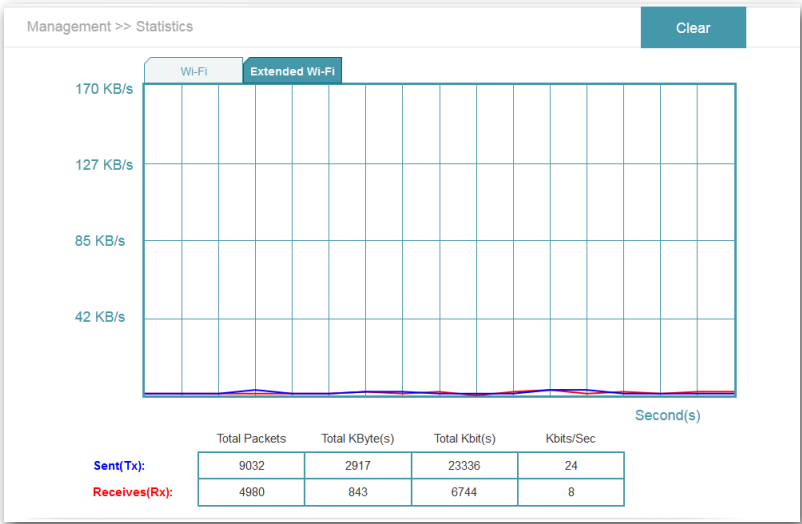 Management >> Statistics
Clear
Wi-Fi Extended Wi-Fi
170 KB/s
127 KB/s
85 KB/s
42 KB/s
Second(s)
Total Packets Total KByte(s) Total Kbit(s) Kbits/Sec
Sent(Tx): 9032 2917 23336 24
Receives(Rx): 4980 843 6744 8